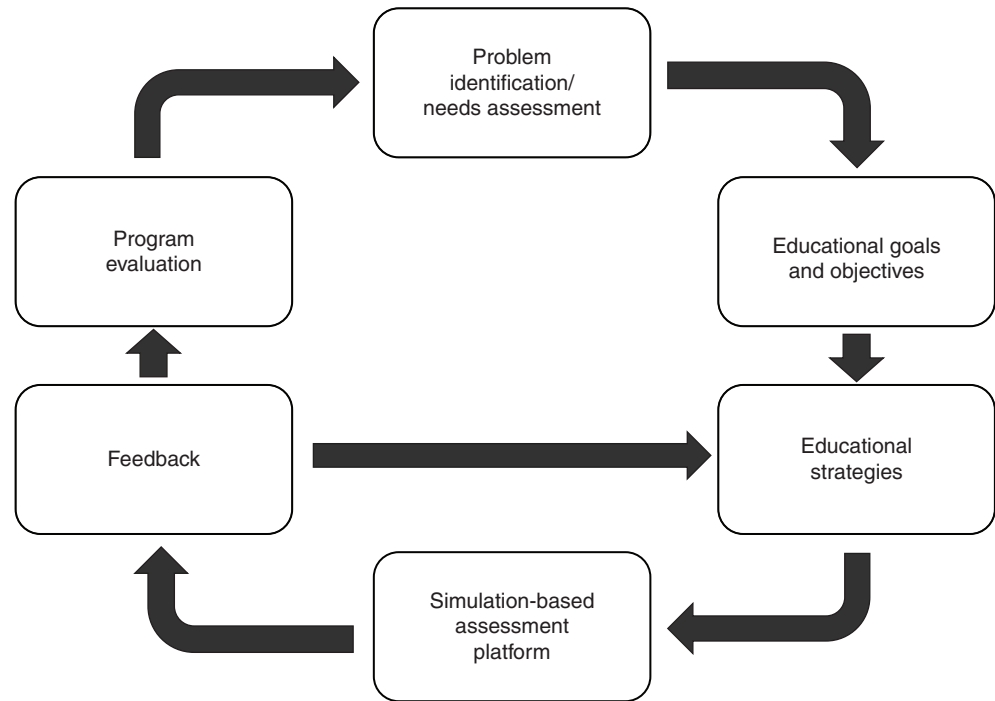 Problem
identification/
needs assessment
Educational goals
and objectives
Educational
strategies
Simulation-based
assessment
platform
Feedback
Program
evaluation